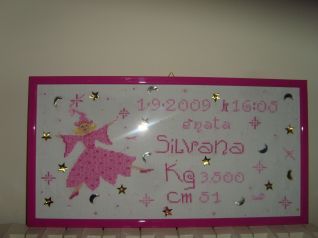 1·9·2009 h16:05
é nata
Silvana
Kg 3.500
cm 51